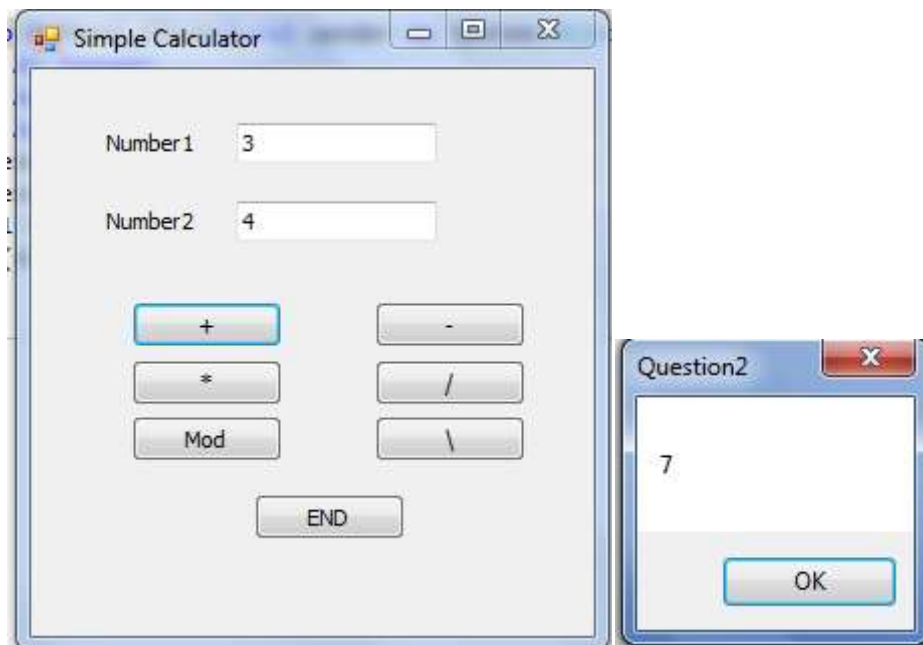 Simple Calculator
Number1 3
Number2 4
+ -
* /
Mod \
END
Question2
7
OK